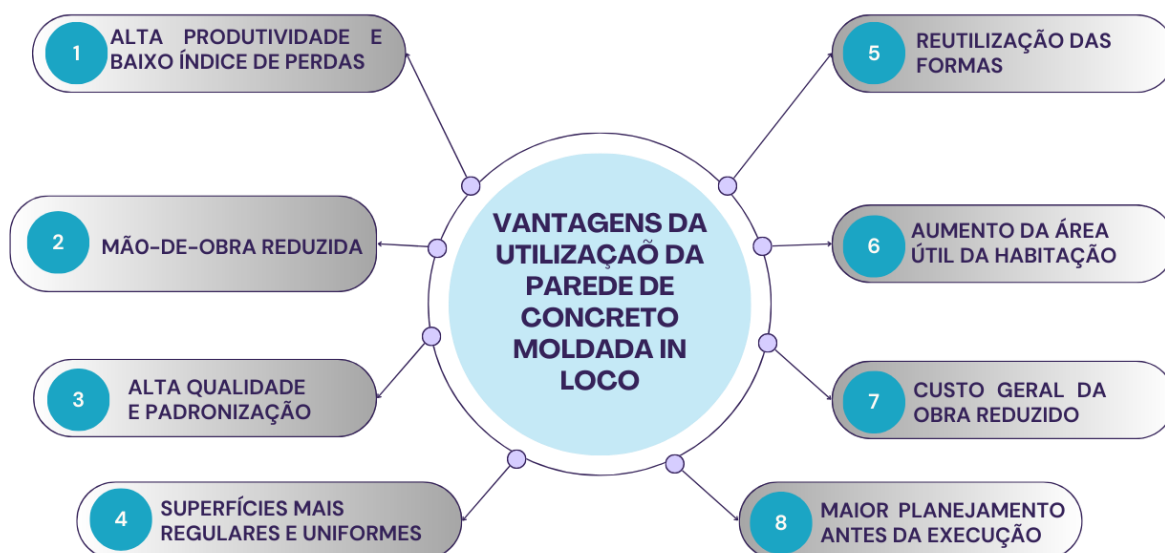 VANTAGENS DA
UTILIZAÇAÕ DA
PAREDE DE
CONCRETO
MOLDADA IN
LOCO
1
ALTA PRODUTIVIDADE E
BAIXO ÍNDICE DE PERDAS
2
MÃO-DE-OBRA REDUZIDA
3
ALTA QUALIDADE
E PADRONIZAÇÃO
4
SUPERFÍCIES MAIS
REGULARES E UNIFORMES
5
REUTILIZAÇÃO DAS
FORMAS
6
AUMENTO DA ÁREA
ÚTIL DA HABITAÇÃO
7
CUSTO GERAL DA
OBRA REDUZIDO
8
MAIOR PLANEJAMENTO
ANTES DA EXECUÇÃO